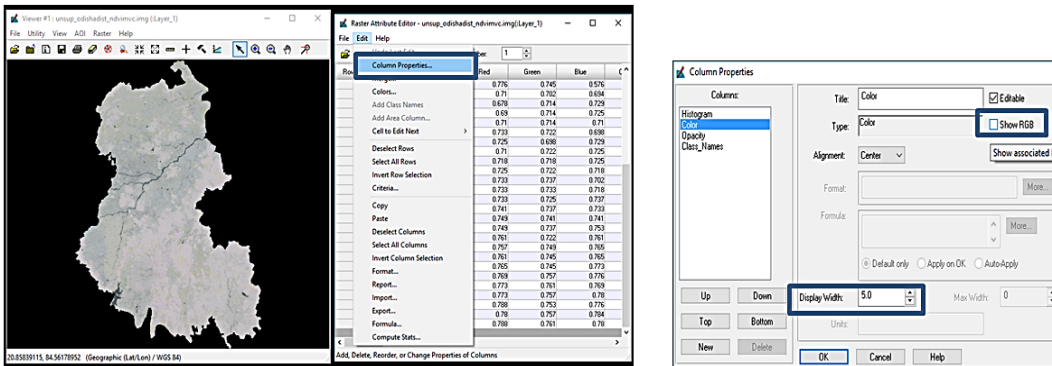 Viewer #1 : unsup_odishadist_ndvimvc.img (:Layer_1)
File Utility View AOI Raster Help
20.85839115, 84.56178952 (Geographic (Lat/Lon) / WGS 84)
Raster Attribute Editor - unsup_odishadist_ndvimvc.img(:Layer_1)
File Edit Help
1
Column Properties...
Colors...
Add Class Names
Add Area Column...
Cell to Edit Next
Deselect Rows
Select All Rows
Invert Row Selection
Criteria...
Copy
Paste
Deselect Columns
Select All Columns
Invert Column Selection
Format...
Report...
Import...
Export...
Formula...
Compute Stats...
Red Green Blue
0.776 0.745 0.576
0.71 0.702 0.694
0.678 0.714 0.729
0.69 0.714 0.725
0.71 0.714 0.71
0.733 0.722 0.698
0.725 0.698 0.729
0.71 0.722 0.725
0.718 0.718 0.725
0.725 0.722 0.718
0.733 0.737 0.702
0.733 0.733 0.718
0.733 0.725 0.737
0.741 0.737 0.733
0.749 0.741 0.741
0.749 0.737 0.753
0.761 0.722 0.761
0.757 0.749 0.765
0.761 0.745 0.765
0.765 0.745 0.773
0.769 0.757 0.776
0.773 0.761 0.769
0.773 0.757 0.78
0.788 0.753 0.776
0.78 0.757 0.784
0.788 0.761 0.78
Add, Delete, Reorder, or Change Properties of Columns
Column Properties
Columns:
Histogram
Color
Opacity
Class_Names
Up Down
Top Bottom
New Delete
Title: Color Editable
Type: Color Show RGB
Alignment: Center Show associated
Format: More...
Formula: More...
Default only Apply on OK Auto-Apply
Display Width: 5.0 Max Width: 0
Units:
OK Cancel Help